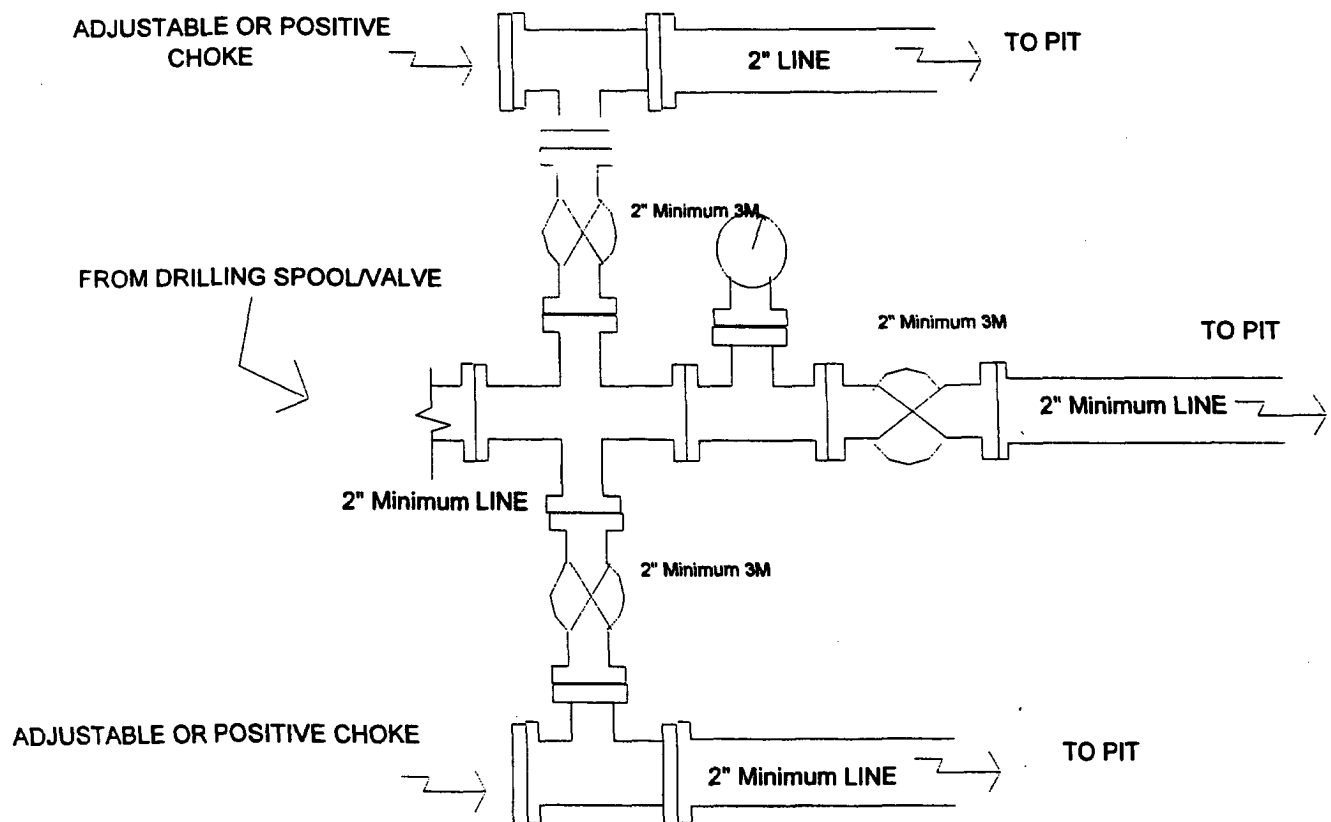 ADJUSTABLE OR POSITIVE
CHOKE
2" LINE
TO PIT
2" Minimum 3M
FROM DRILLING SPOOL/VALVE
2" Minimum 3M
TO PIT
2" Minimum LINE
2" Minimum LINE
2" Minimum 3M
ADJUSTABLE OR POSITIVE CHOKE
2" Minimum LINE
TO PIT